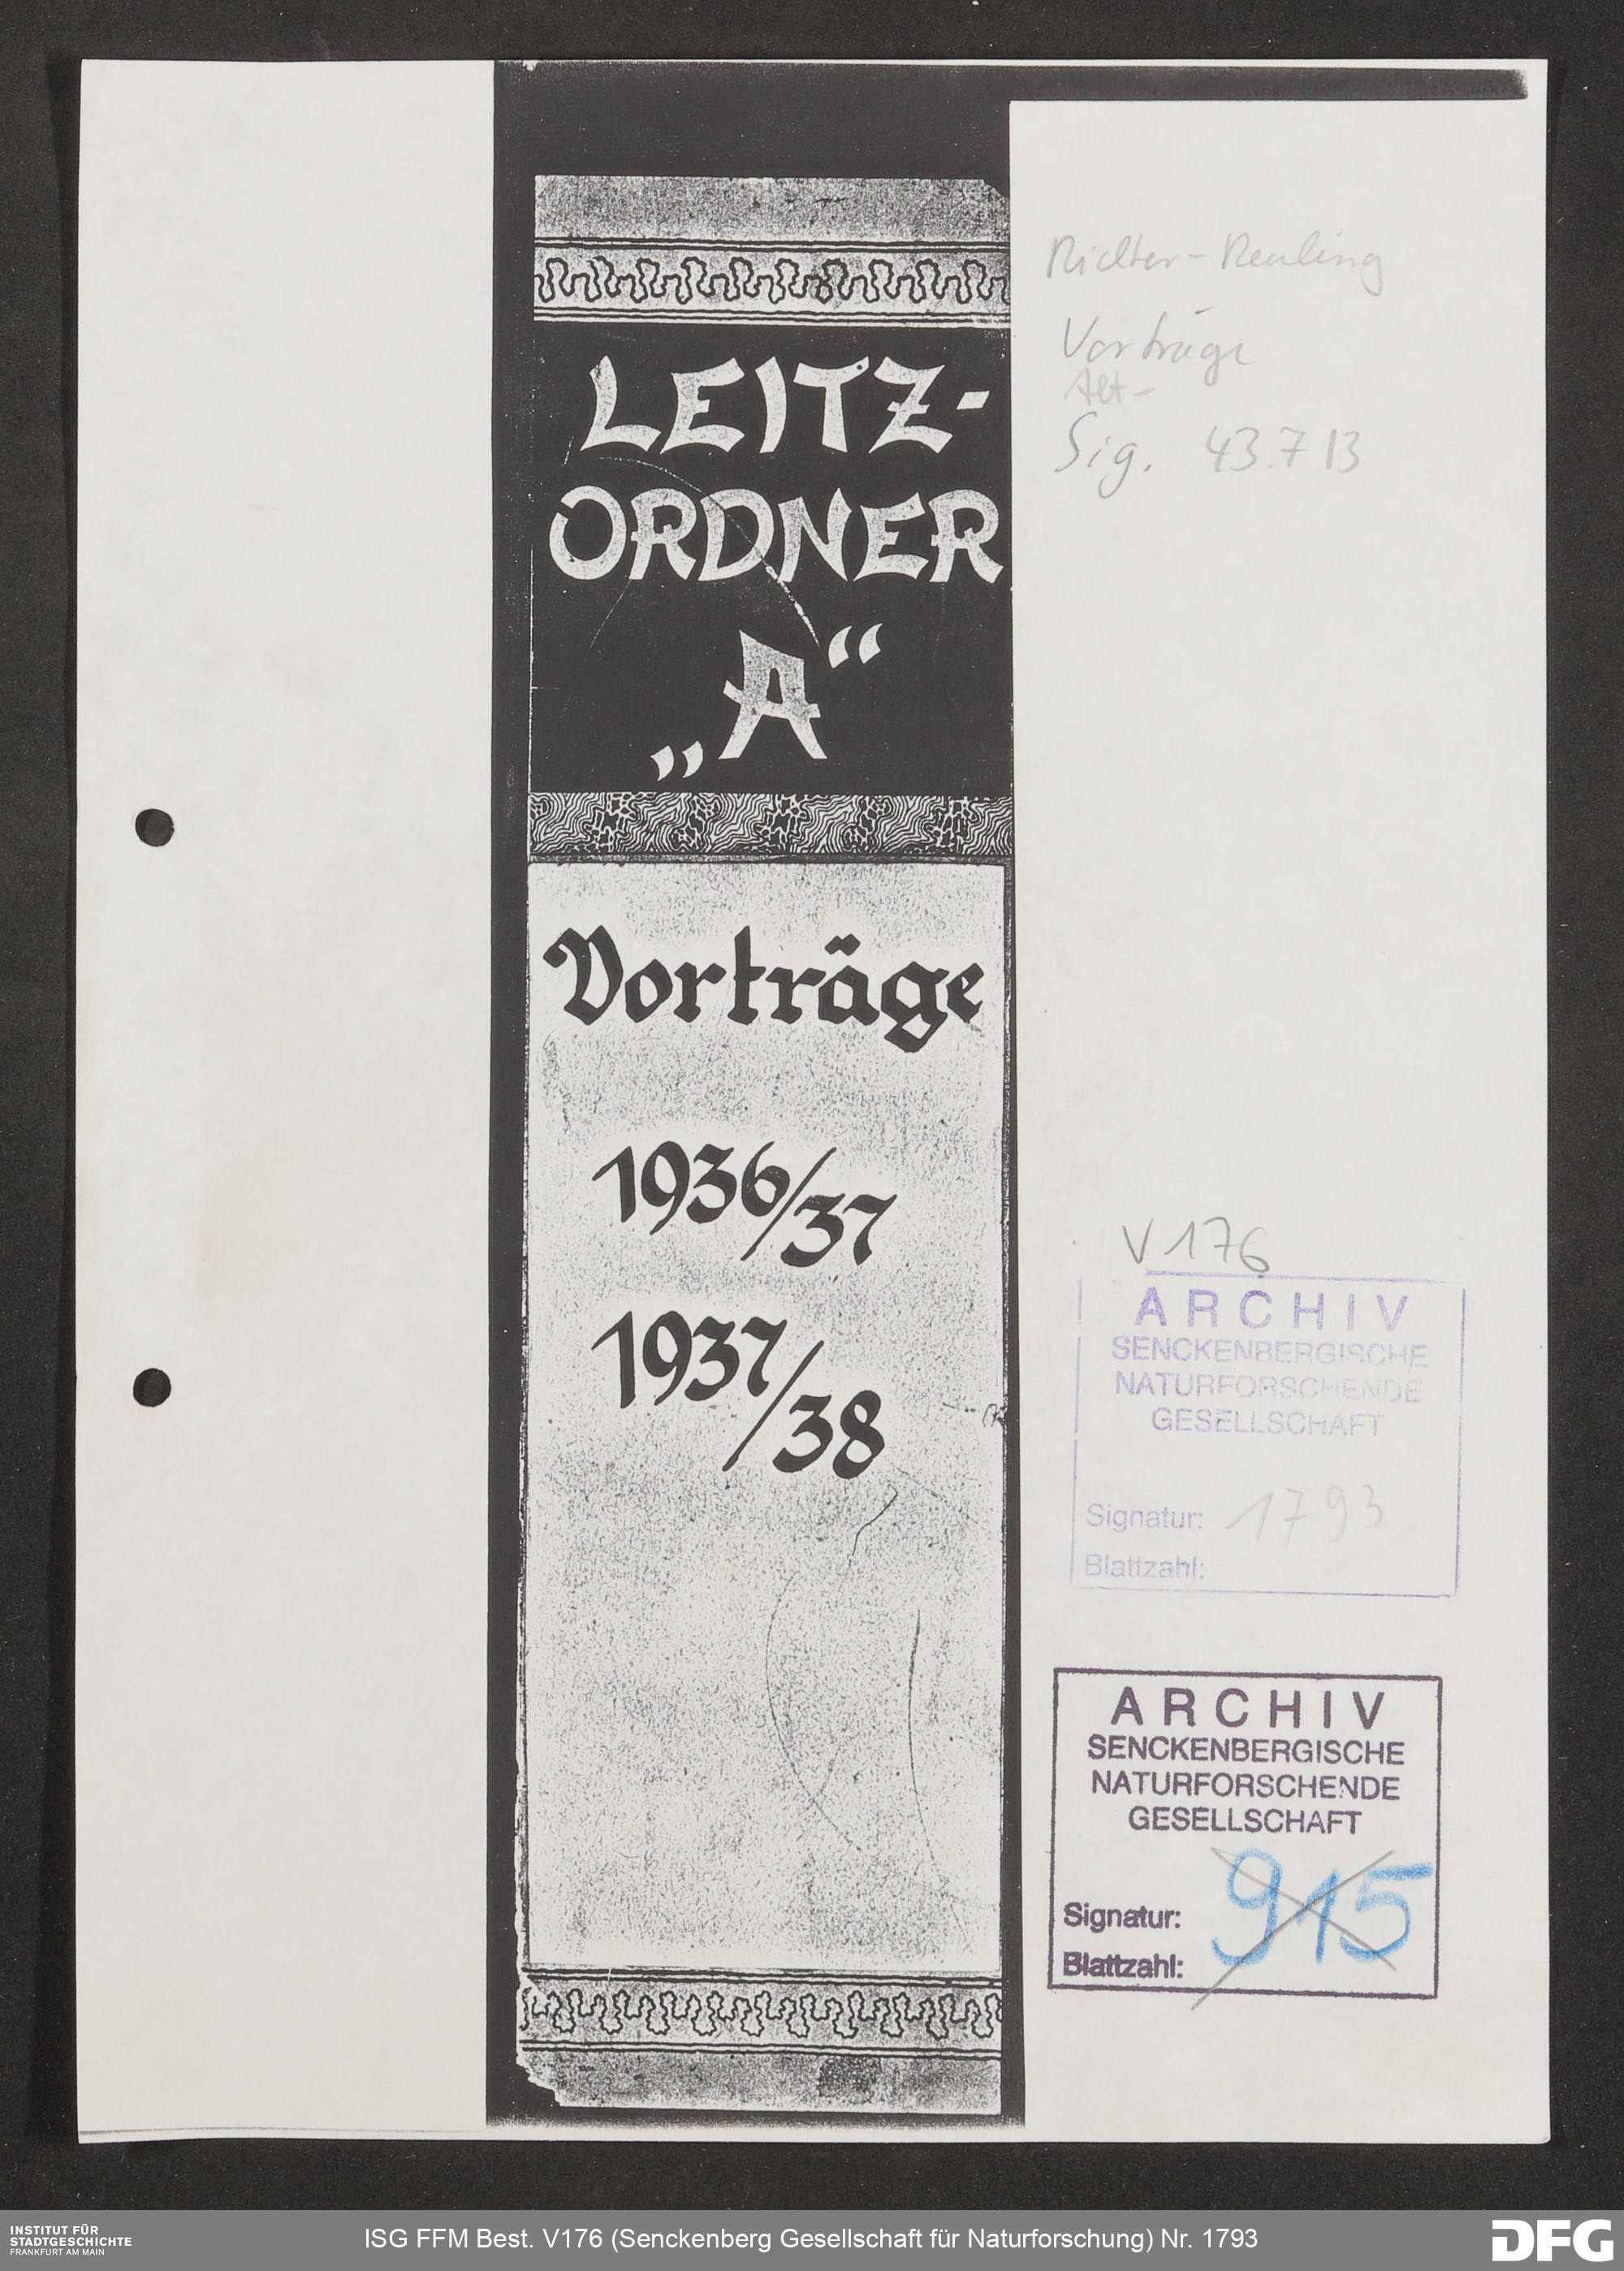 LEITZ-
ORDNER
„A“
Vorträge
1936/37
1937/38
Richter-Reuling
Vorträge
Alt-
Sig. 43.713
V 176
ARCHIV
SENCKENBERGISCHE
NATURFORSCHENDE
GESELLSCHAFT
Signatur: 1793
Blattzahl:
ARCHIV
SENCKENBERGISCHE
NATURFORSCHENDE
GESELLSCHAFT
Signatur: 915
Blattzahl:
INSTITUT FÜR
STADTGESCHICHTE
FRANKFURT AM MAIN
ISG FFM Best. V176 (Senckenberg Gesellschaft für Naturforschung) Nr. 1793
DFG